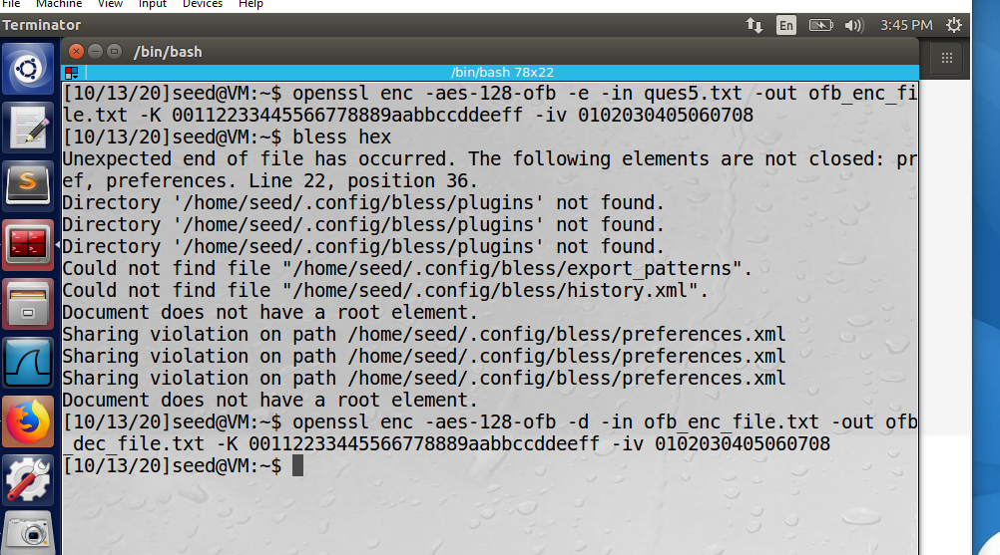 File Machine View Input Devices Help
Terminator En 3:45 PM
/bin/bash
/bin/bash 78x22
[10/13/20]seed@VM:~$ openssl enc -aes-128-ofb -e -in ques5.txt -out ofb_enc_fi
le.txt -K 00112233445566778889aabbccddeeff -iv 0102030405060708
[10/13/20]seed@VM:~$ bless hex
Unexpected end of file has occurred. The following elements are not closed: pr
ef, preferences. Line 22, position 36.
Directory '/home/seed/.config/bless/plugins' not found.
Directory '/home/seed/.config/bless/plugins' not found.
Directory '/home/seed/.config/bless/plugins' not found.
Could not find file "/home/seed/.config/bless/export_patterns".
Could not find file "/home/seed/.config/bless/history.xml".
Document does not have a root element.
Sharing violation on path /home/seed/.config/bless/preferences.xml
Sharing violation on path /home/seed/.config/bless/preferences.xml
Sharing violation on path /home/seed/.config/bless/preferences.xml
Document does not have a root element.
[10/13/20]seed@VM:~$ openssl enc -aes-128-ofb -d -in ofb_enc_file.txt -out ofb
_dec_file.txt -K 00112233445566778889aabbccddeeff -iv 0102030405060708
[10/13/20]seed@VM:~$